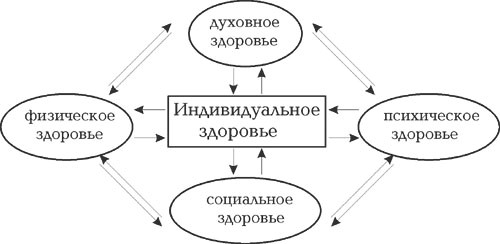 духовное
здоровье
физическое
здоровье
Индивидуальное
здоровье
психическое
здоровье
социальное
здоровье